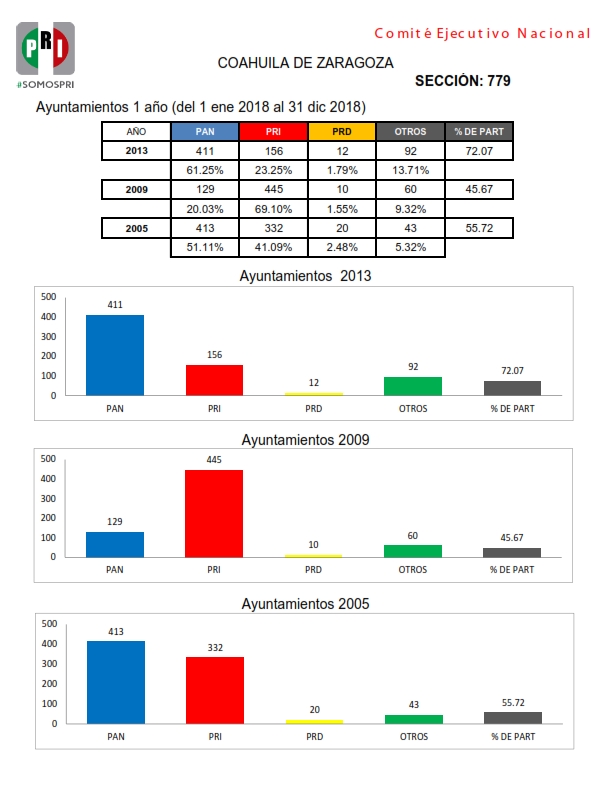 Comité Ejecutivo Nacional
PRI
#SOMOSPRI
COAHUILA DE ZARAGOZA
SECCIÓN: 779
Ayuntamientos 1 año (del 1 ene 2018 al 31 dic 2018)
AÑO PAN PRI PRD OTROS % DE PART
2013 411 156 12 92 72.07
61.25% 23.25% 1.79% 13.71%
2009 129 445 10 60 45.67
20.03% 69.10% 1.55% 9.32%
2005 413 332 20 43 55.72
51.11% 41.09% 2.48% 5.32%
Ayuntamientos 2013
500
400
300
200
100
0
411 156 12 92 72.07
PAN PRI PRD OTROS % DE PART
Ayuntamientos 2009
500
400
300
200
100
0
129 445 10 60 45.67
PAN PRI PRD OTROS % DE PART
Ayuntamientos 2005
500
400
300
200
100
0
413 332 20 43 55.72
PAN PRI PRD OTROS % DE PART